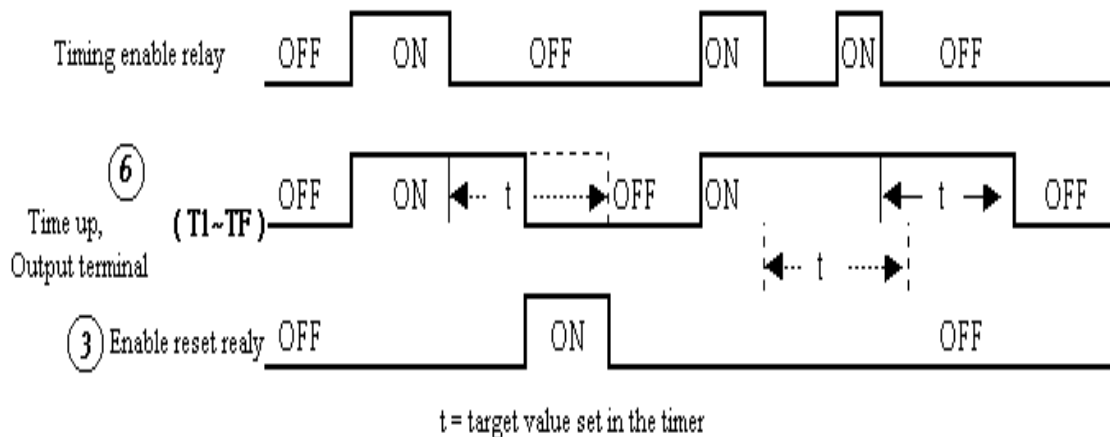 Timing enable relay OFF ON OFF ON ON OFF
6
OFF ON t OFF ON t OFF
Time up, ( T1~TF )
Output terminal t
3 Enable reset realy OFF ON OFF
t = target value set in the timer